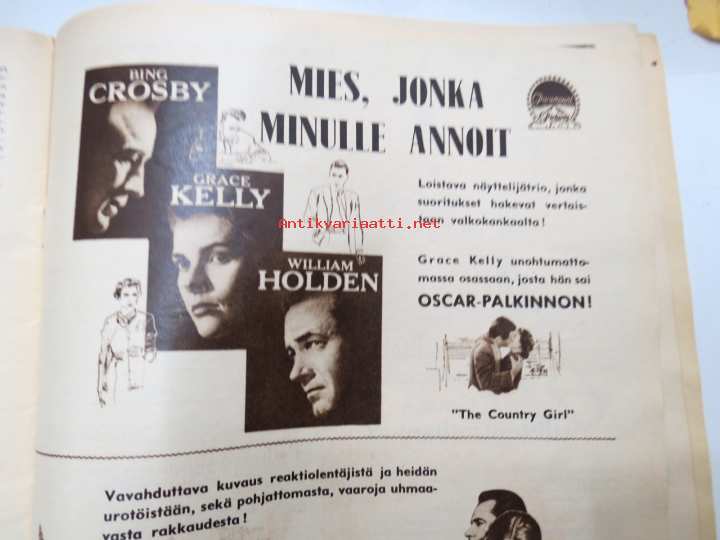 BING
CROSBY
GRACE
KELLY
WILLIAM
HOLDEN
MIES, JONKA
MINULLE ANNOIT
Paramount
Loistava näyttelijätrio, jonka
suoritukset hakevat vertais-
taan valkokankaalta!
Grace Kelly unohtumatto-
massa osassaan, josta hän sai
OSCAR-PALKINNON!
"The Country Girl"
Antikvariaatti.net
Vavahduttava kuvaus reaktiolentäjistä ja heidän
urotöistään, sekä pohjattomasta, vaaroja uhmaa-
vasta rakkaudesta!